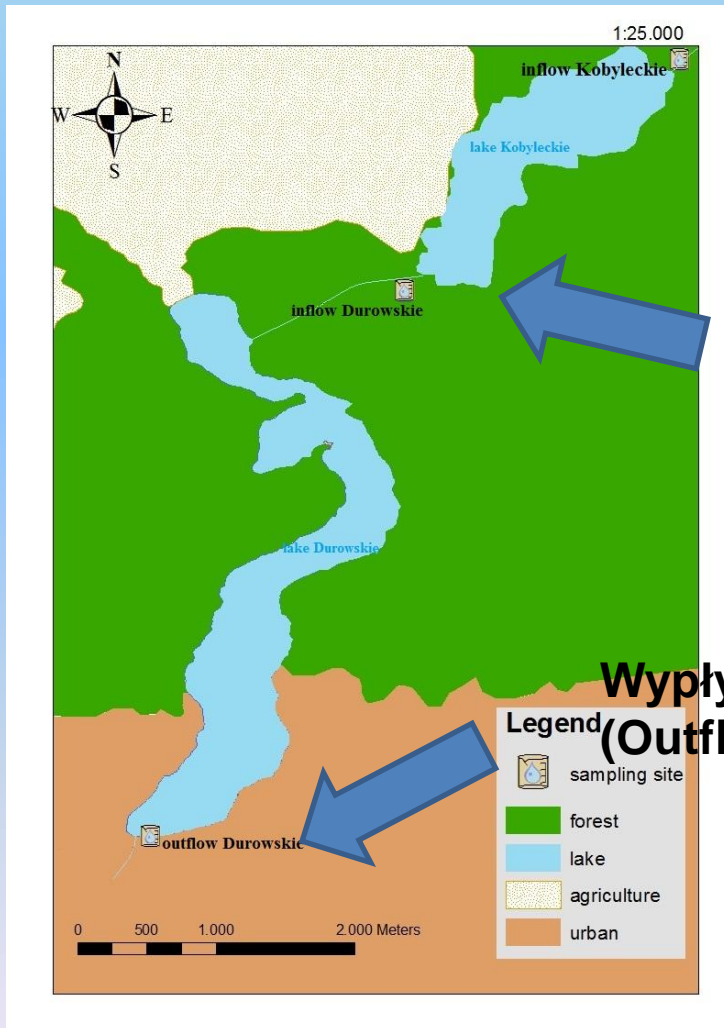 1:25.000
inflow Kobyleckie
N
W E
S
lake Kobyleckie
inflow Durowskie
lake Durowskie
Legend
sampling site
forest
lake
agriculture
urban
outflow Durowskie
0 500 1.000 2.000 Meters